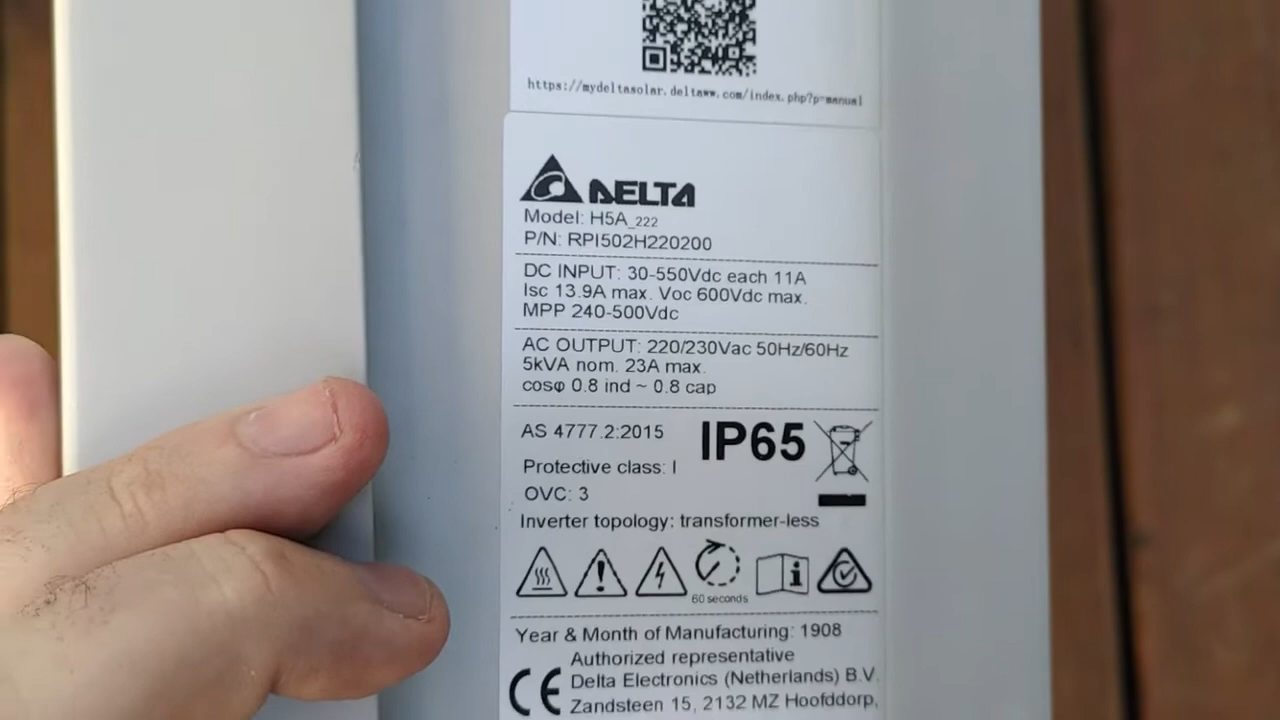 https://mydeltasolar.deltaww.com/index.php?p=manual
DELTA
Model: H5A_222
P/N: RPI502H220200
DC INPUT: 30-550Vdc each 11A
Isc 13.9A max. Voc 600Vdc max.
MPP 240-500Vdc
AC OUTPUT: 220/230Vac 50Hz/60Hz
5kVA nom. 23A max.
cosφ 0.8 ind ~ 0.8 cap
AS 4777.2:2015
IP65
Protective class: I
OVC: 3
Inverter topology: transformer-less
60 seconds
Year & Month of Manufacturing: 1908
Authorized representative
CE Delta Electronics (Netherlands) B.V.
Zandsteen 15, 2132 MZ Hoofddorp,